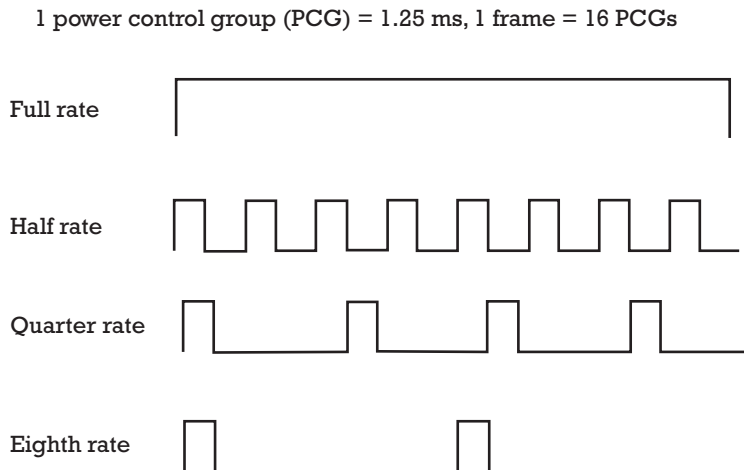 1 power control group (PCG) = 1.25 ms, 1 frame = 16 PCGs
Full rate
Half rate
Quarter rate
Eighth rate